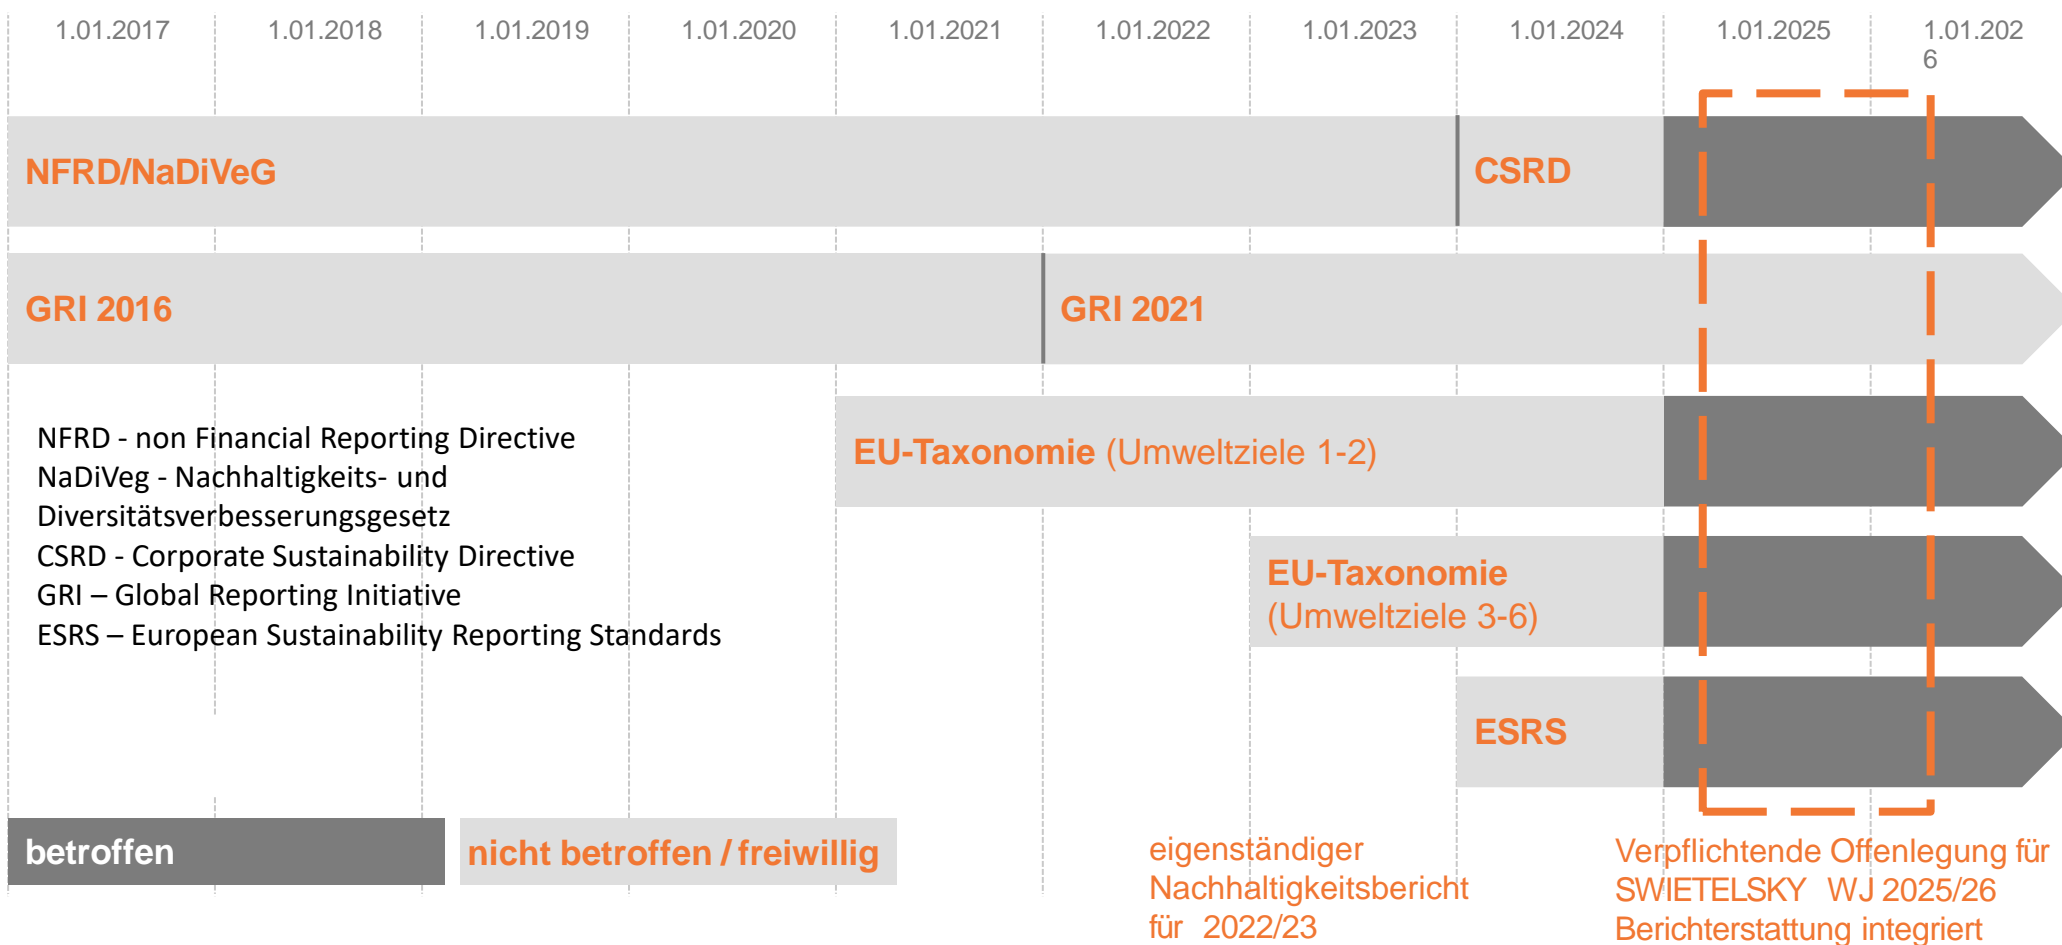 1.01.2017 1.01.2018 1.01.2019 1.01.2020 1.01.2021 1.01.2022 1.01.2023 1.01.2024 1.01.2025 1.01.202
6
NFRD/NaDiVeG CSRD
GRI 2016 GRI 2021
EU-Taxonomie (Umweltziele 1-2)
NFRD - non Financial Reporting Directive
NaDiVeg - Nachhaltigkeits- und
Diversitätsverbesserungsgesetz
CSRD - Corporate Sustainability Directive
GRI – Global Reporting Initiative
ESRS – European Sustainability Reporting Standards
EU-Taxonomie
(Umweltziele 3-6)
ESRS
betroffen
nicht betroffen / freiwillig
eigenständiger
Nachhaltigkeitsbericht
für 2022/23
Verpflichtende Offenlegung für
SWIETELSKY WJ 2025/26
Berichterstattung integriert